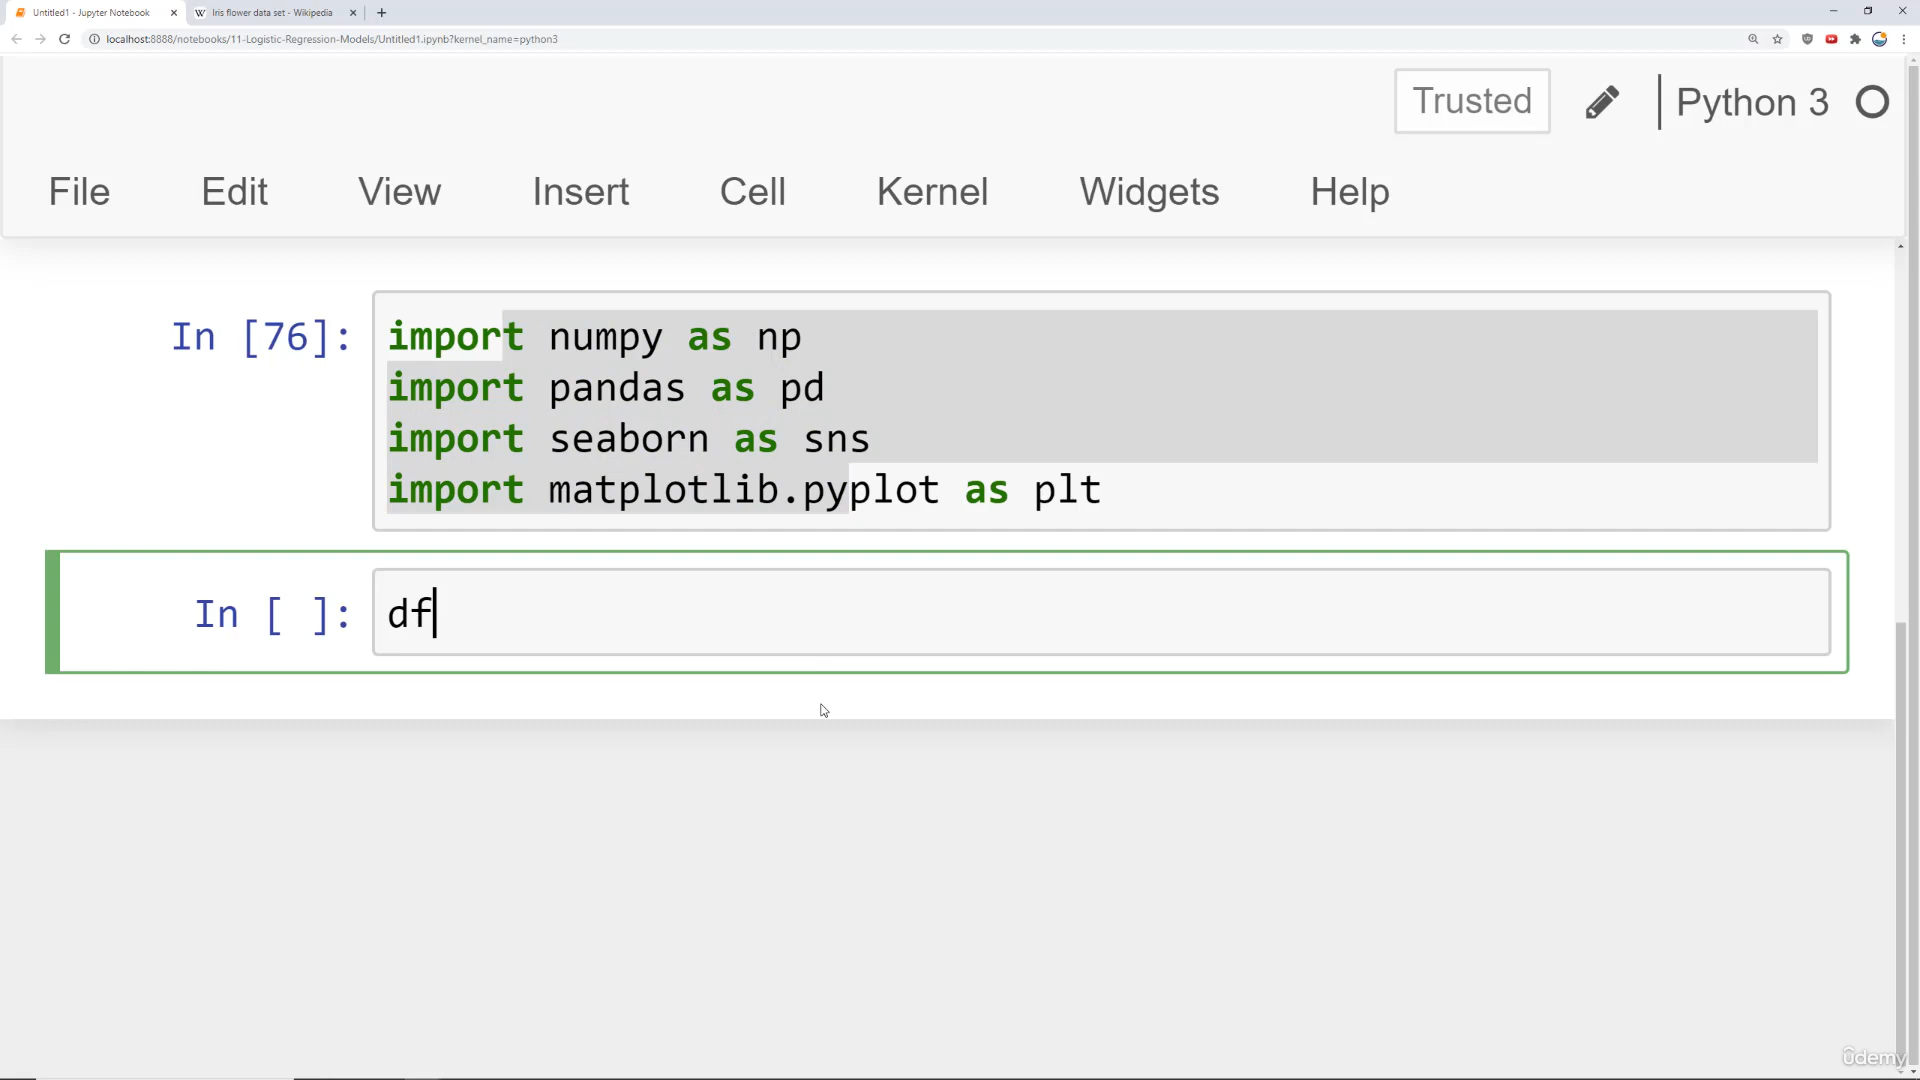 Untitled1 - Jupyter Notebook
Iris flower data set - Wikipedia
localhost:8888/notebooks/11-Logistic-Regression-Models/Untitled1.ipynb?kernel_name=python3
Trusted
Python 3
File Edit View Insert Cell Kernel Widgets Help
In [76]: import numpy as np
import pandas as pd
import seaborn as sns
import matplotlib.pyplot as plt
In [ ]: df
ûdemy